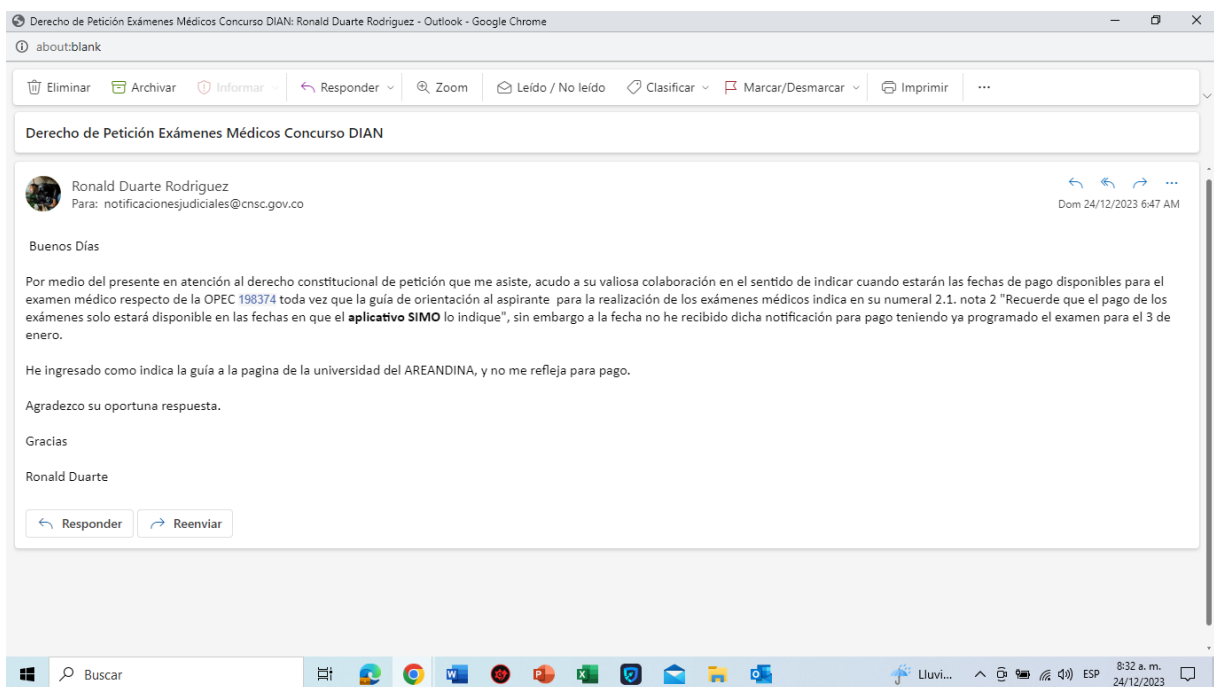 Derecho de Petición Exámenes Médicos Concurso DIAN: Ronald Duarte Rodriguez - Outlook - Google Chrome
about:blank
Eliminar Archivar Informar Responder Zoom Leído / No leído Clasificar Marcar/Desmarcar Imprimir ...
Derecho de Petición Exámenes Médicos Concurso DIAN
Ronald Duarte Rodriguez
Para: notificacionesjudiciales@cnsc.gov.co
Dom 24/12/2023 6:47 AM
Buenos Días
Por medio del presente en atención al derecho constitucional de petición que me asiste, acudo a su valiosa colaboración en el sentido de indicar cuando estarán las fechas de pago disponibles para el
examen médico respecto de la OPEC 198374 toda vez que la guía de orientación al aspirante para la realización de los exámenes médicos indica en su numeral 2.1. nota 2 "Recuerde que el pago de los
exámenes solo estará disponible en las fechas en que el aplicativo SIMO lo indique", sin embargo a la fecha no he recibido dicha notificación para pago teniendo ya programado el examen para el 3 de
enero.
He ingresado como indica la guía a la pagina de la universidad del AREANDINA, y no me refleja para pago.
Agradezco su oportuna respuesta.
Gracias
Ronald Duarte
Responder Reenviar
Buscar
Lluvi... ESP 8:32 a. m.
24/12/2023